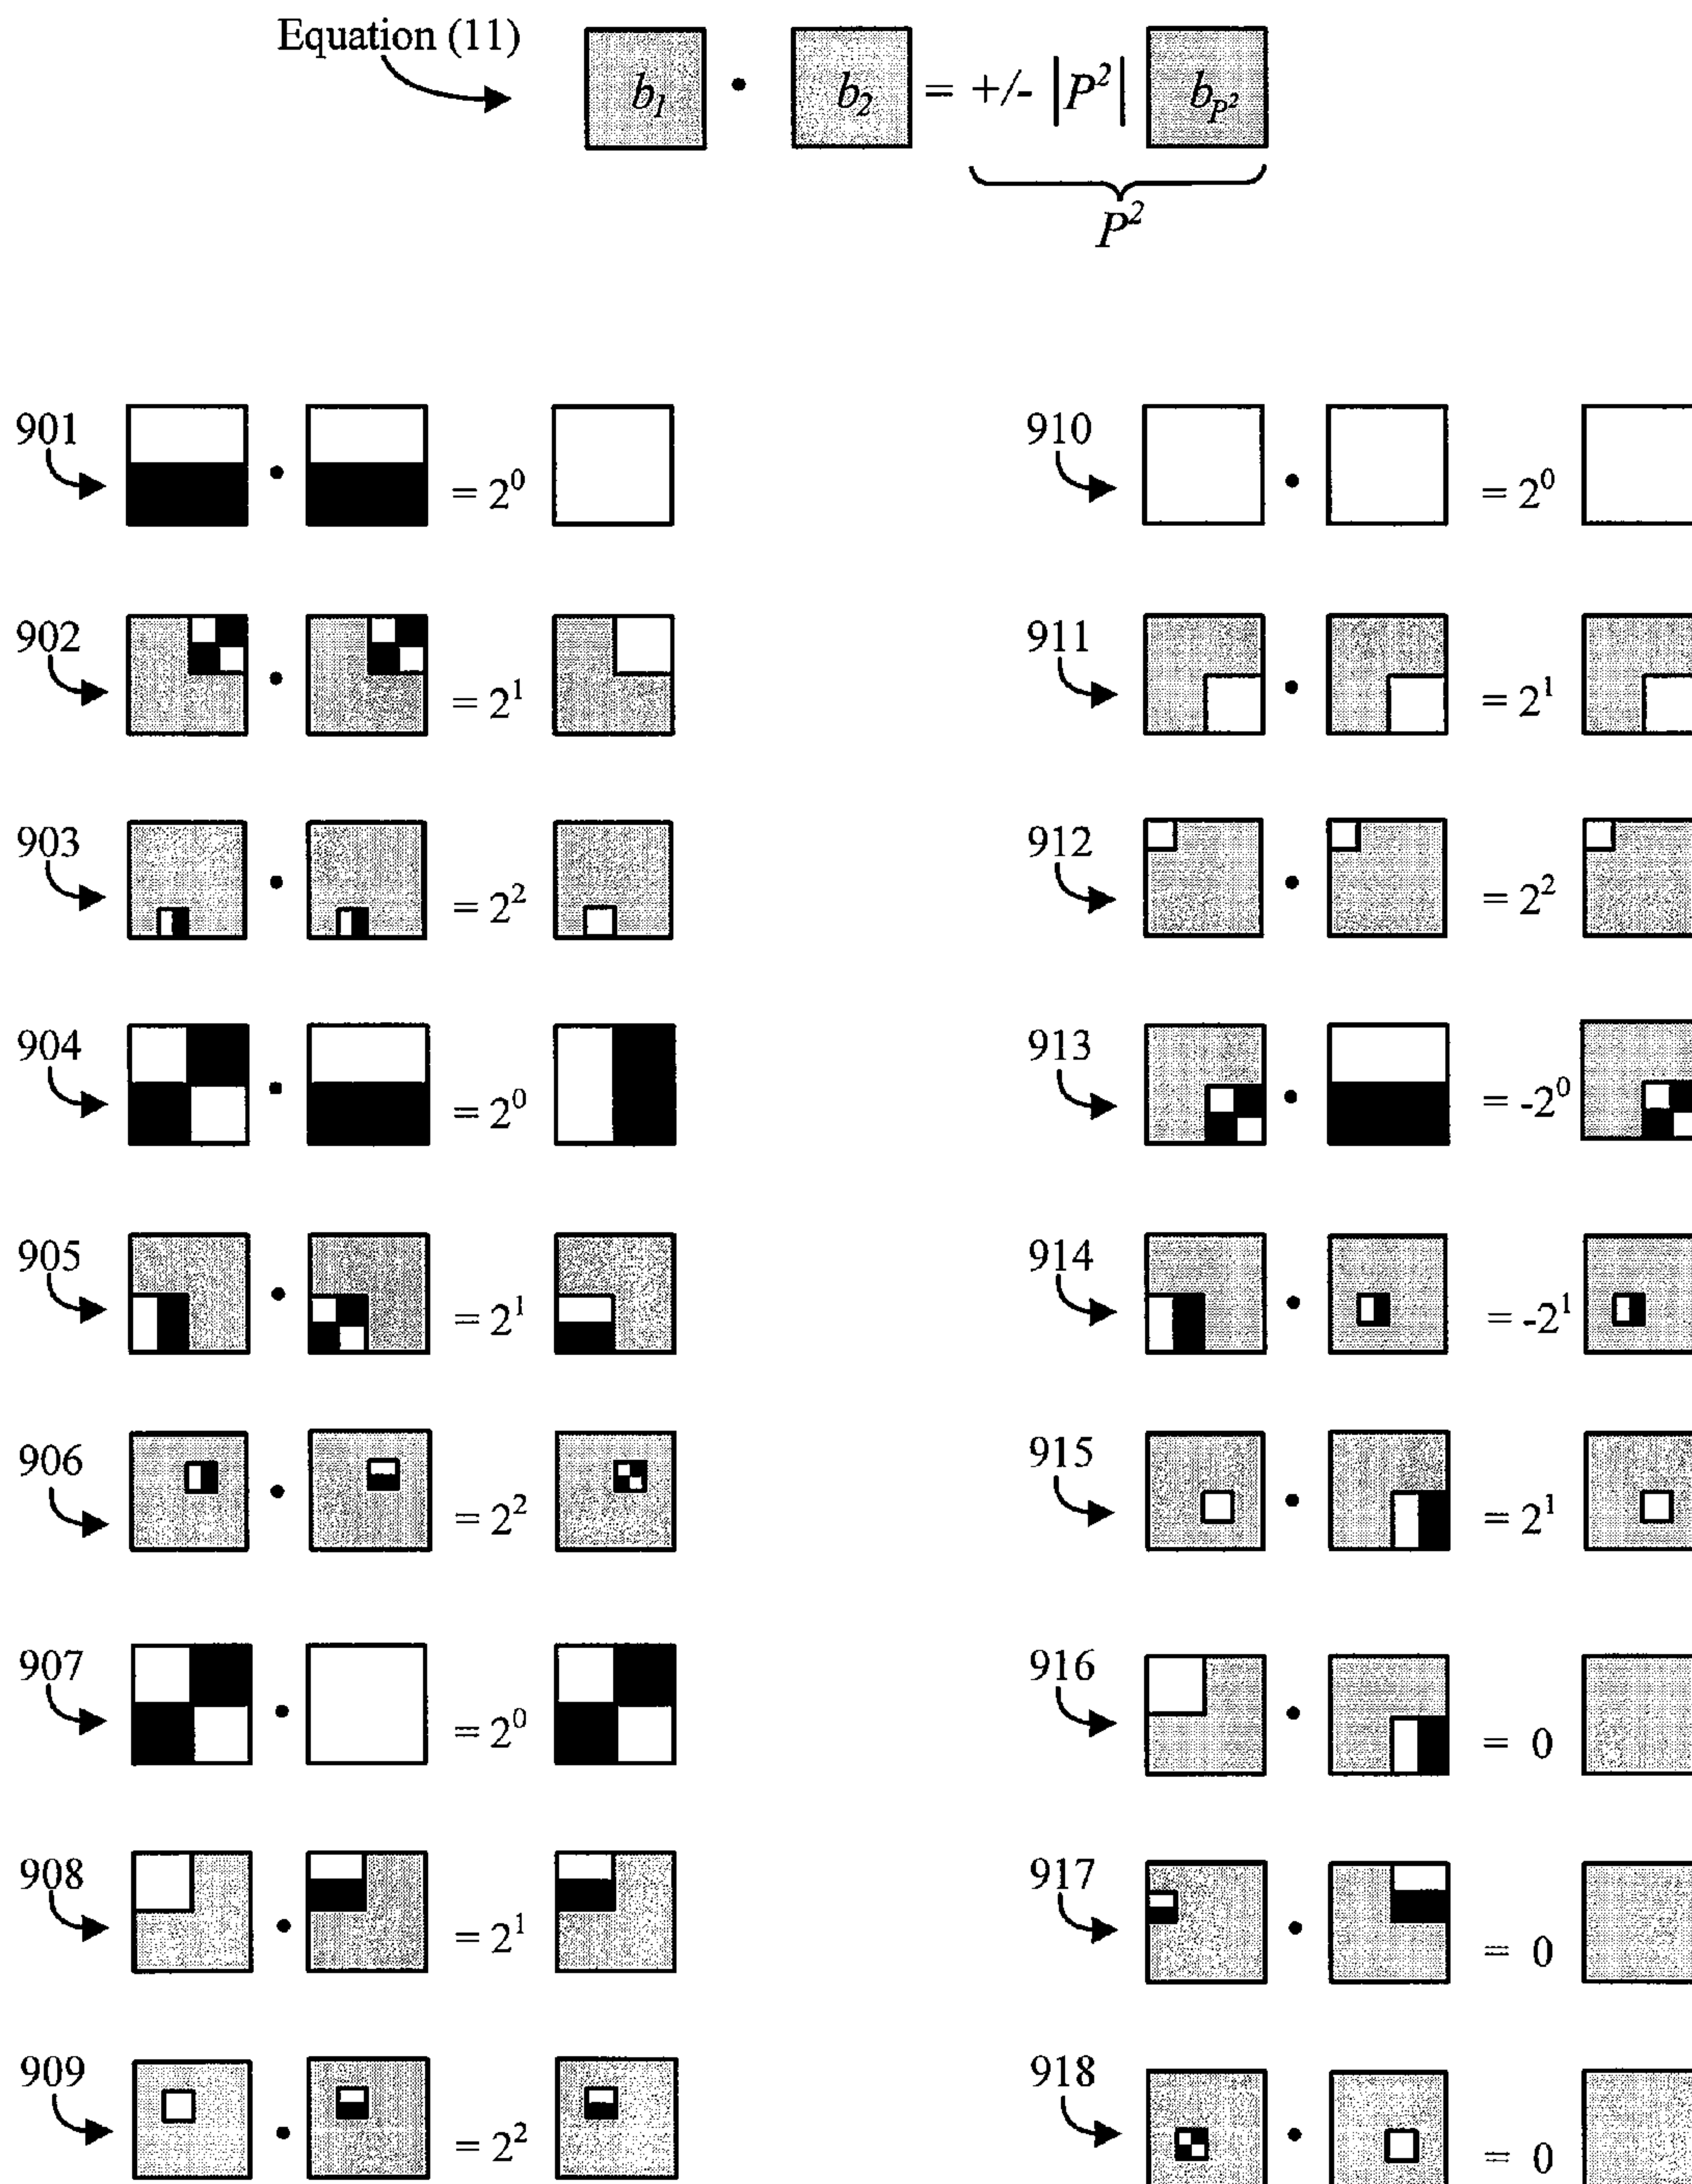 Equation (11)
b₁ • b₂ = +/- |P²| b_P²
P²
901 • = 2⁰
910 • = 2⁰
902 • = 2¹
911 • = 2¹
903 • = 2²
912 • = 2²
904 • = 2⁰
913 • = -2⁰
905 • = 2¹
914 • = -2¹
906 • = 2²
915 • = 2¹
907 • = 2⁰
916 • = 0
908 • = 2¹
917 • = 0
909 • = 2²
918 • = 0